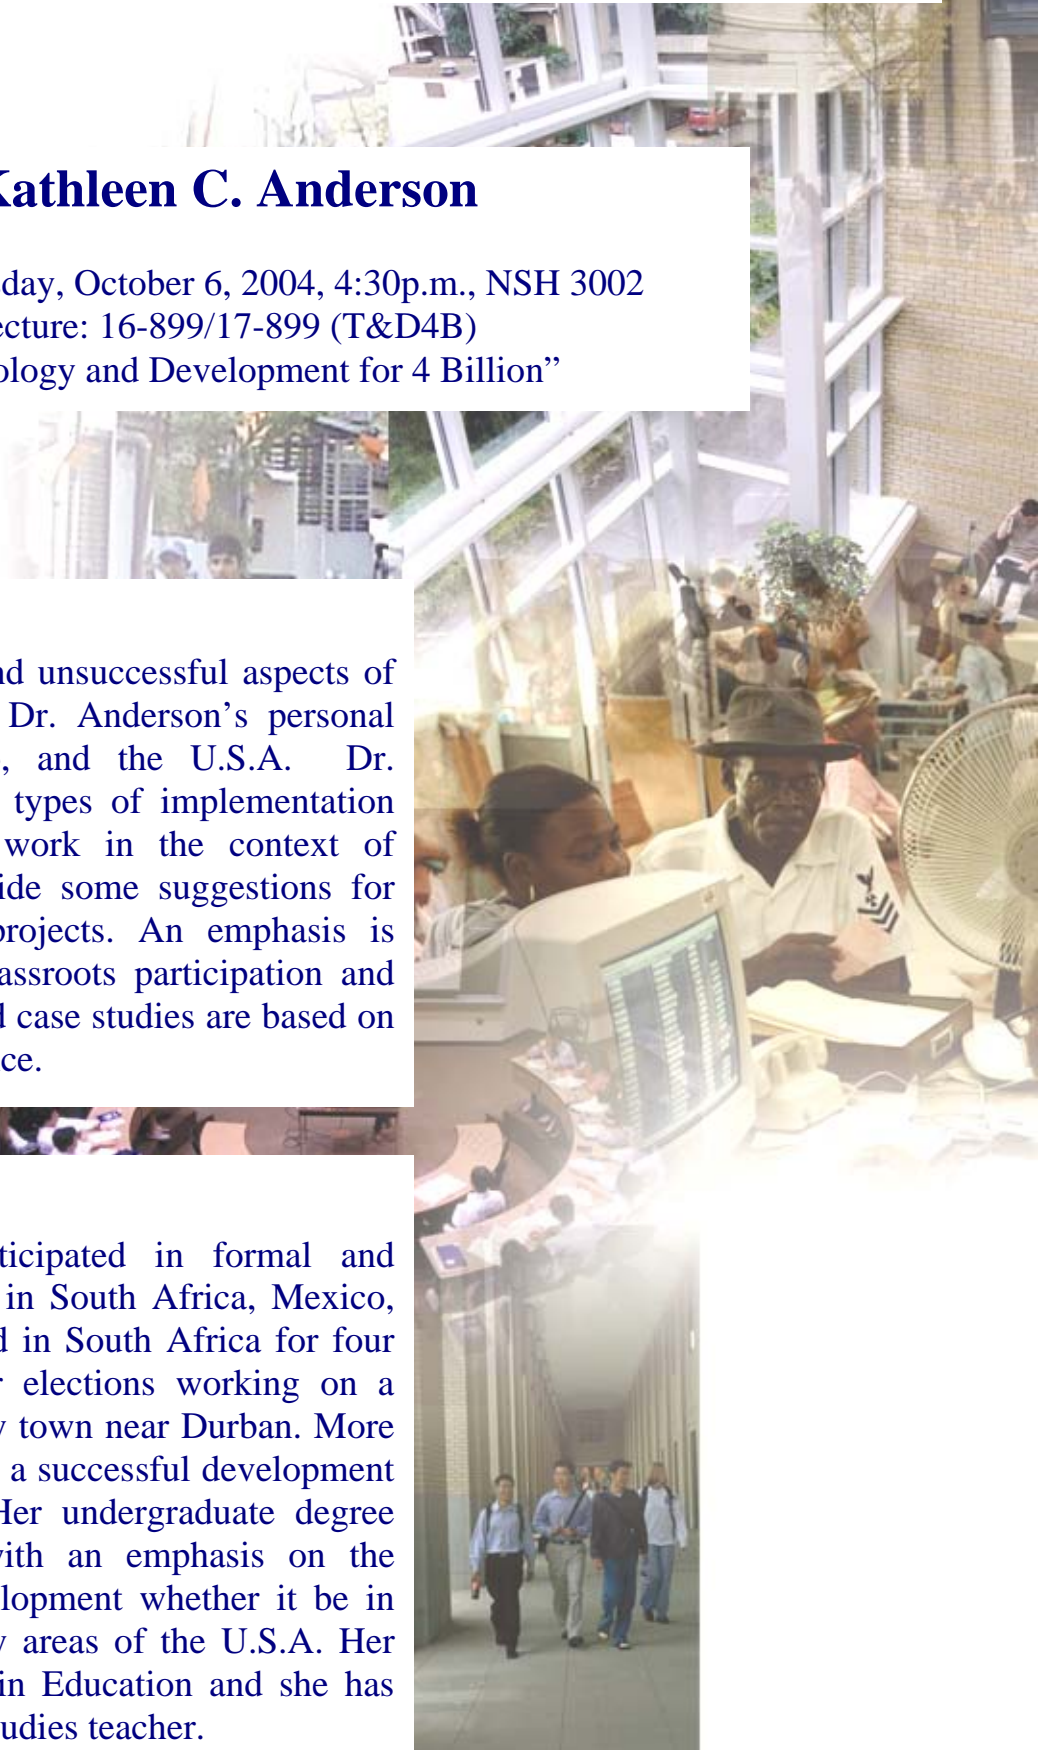 Kathleen C. Anderson
day, October 6, 2004, 4:30p.m., NSH 3002
ecture: 16-899/17-899 (T&D4B)
ology and Development for 4 Billion”
nd unsuccessful aspects of
Dr. Anderson’s personal
, and the U.S.A. Dr.
types of implementation
work in the context of
ide some suggestions for
projects. An emphasis is
assroots participation and
d case studies are based on
ce.
ticipated in formal and
in South Africa, Mexico,
d in South Africa for four
r elections working on a
y town near Durban. More
a successful development
Her undergraduate degree
with an emphasis on the
lopment whether it be in
y areas of the U.S.A. Her
in Education and she has
tudies teacher.